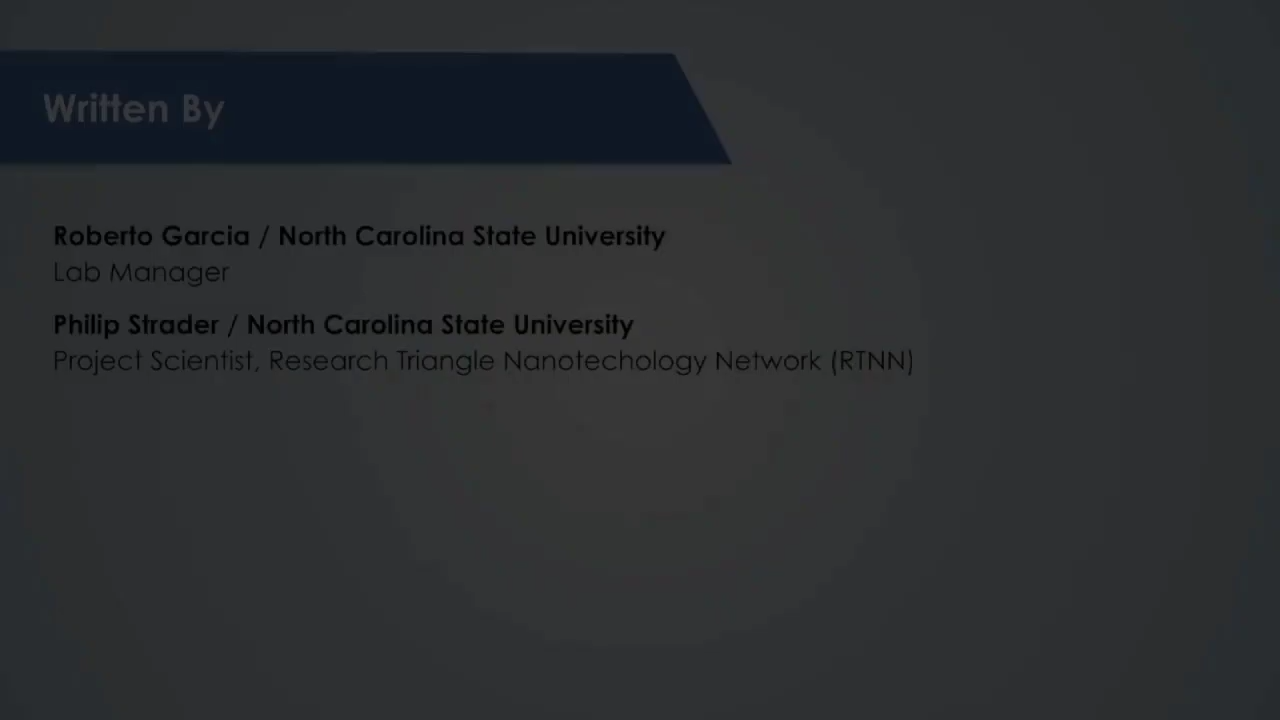 Written By
Roberto Garcia / North Carolina State University
Lab Manager
Philip Strader / North Carolina State University
Project Scientist, Research Triangle Nanotechology Network (RTNN)